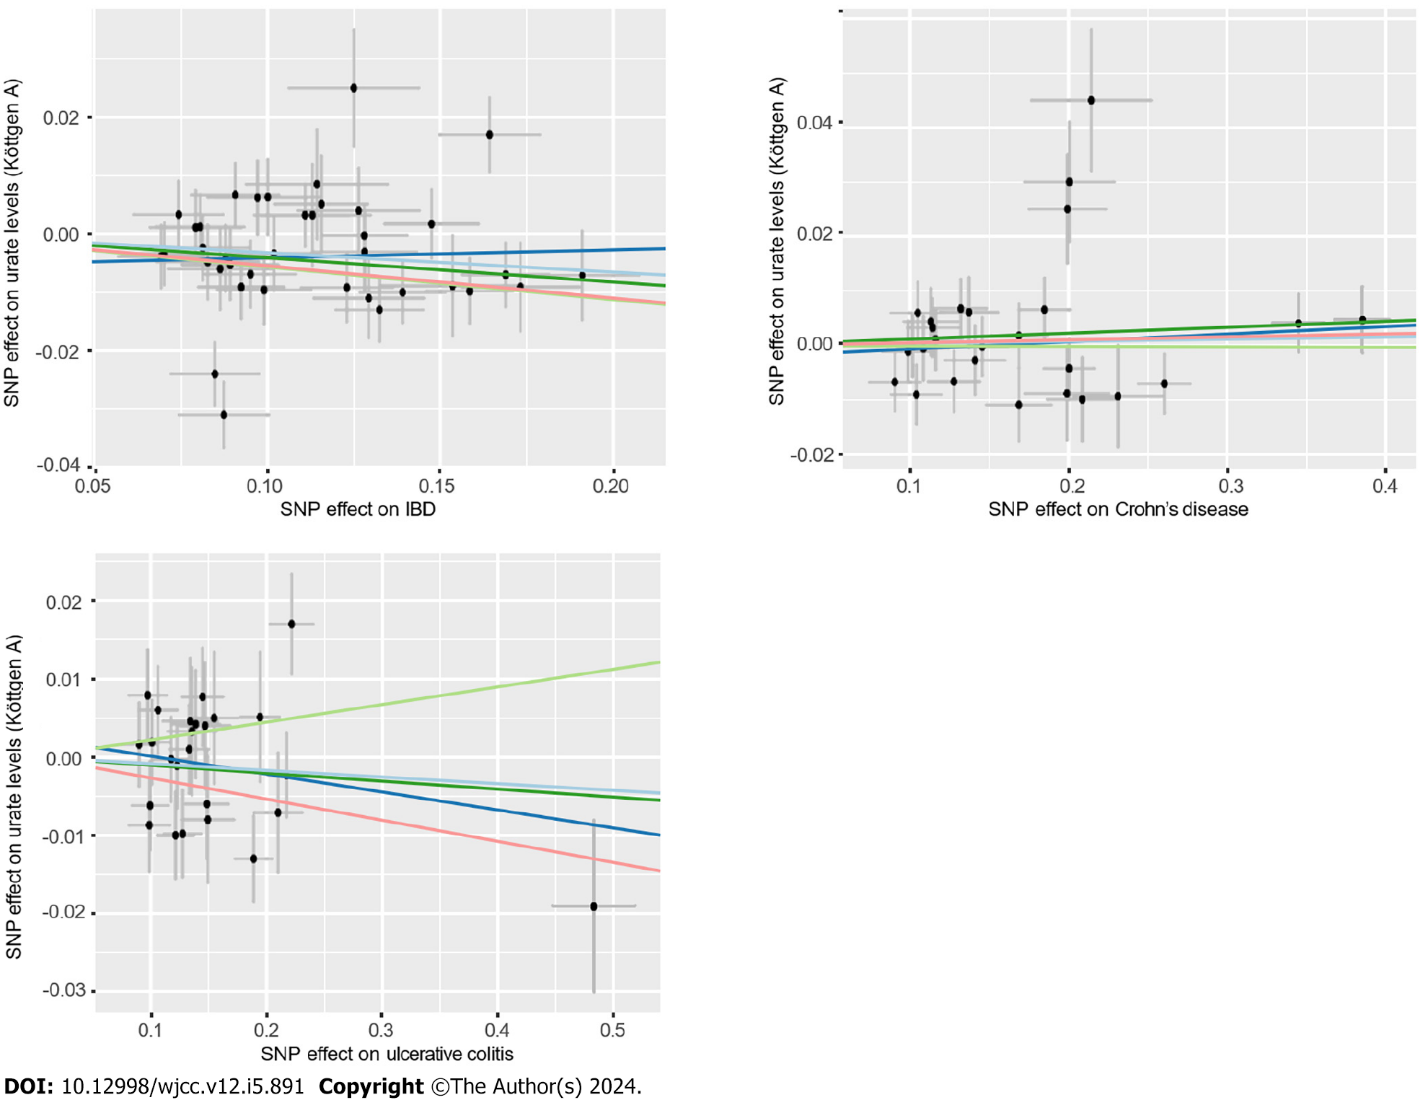 SNP effect on urate levels (Köttgen A)
0.02
0.00
-0.02
-0.04
0.05 0.10 0.15 0.20
SNP effect on IBD
SNP effect on urate levels (Köttgen A)
0.04
0.02
0.00
-0.02
0.1 0.2 0.3 0.4
SNP effect on Crohn's disease
SNP effect on urate levels (Köttgen A)
0.02
0.01
0.00
-0.01
-0.02
-0.03
0.1 0.2 0.3 0.4 0.5
SNP effect on ulcerative colitis
DOI: 10.12998/wjcc.v12.i5.891 Copyright ©The Author(s) 2024.